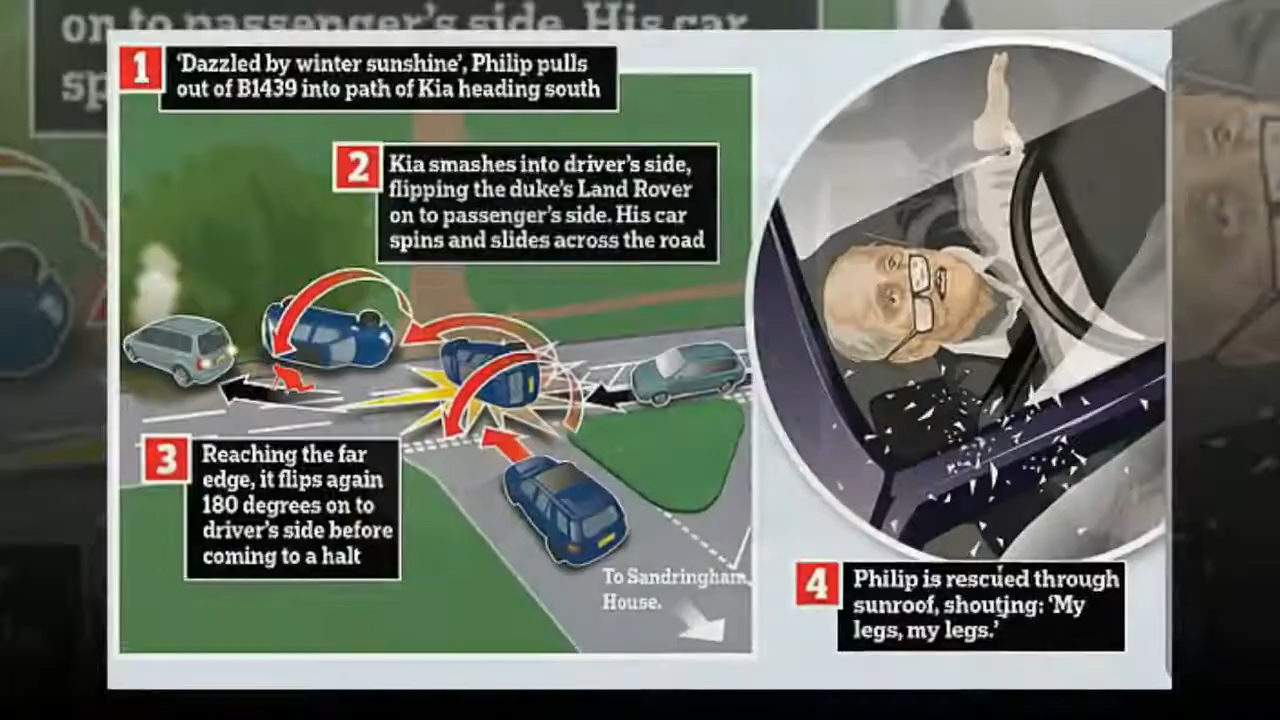 on to passenger's side. His car
sp
1
'Dazzled by winter sunshine', Philip pulls
out of B1439 into path of Kia heading south
2
Kia smashes into driver's side,
flipping the duke's Land Rover
on to passenger's side. His car
spins and slides across the road
3
Reaching the far
edge, it flips again
180 degrees on to
driver's side before
coming to a halt
To Sandringham
House.
4
Philip is rescued through
sunroof, shouting: 'My
legs, my legs.'